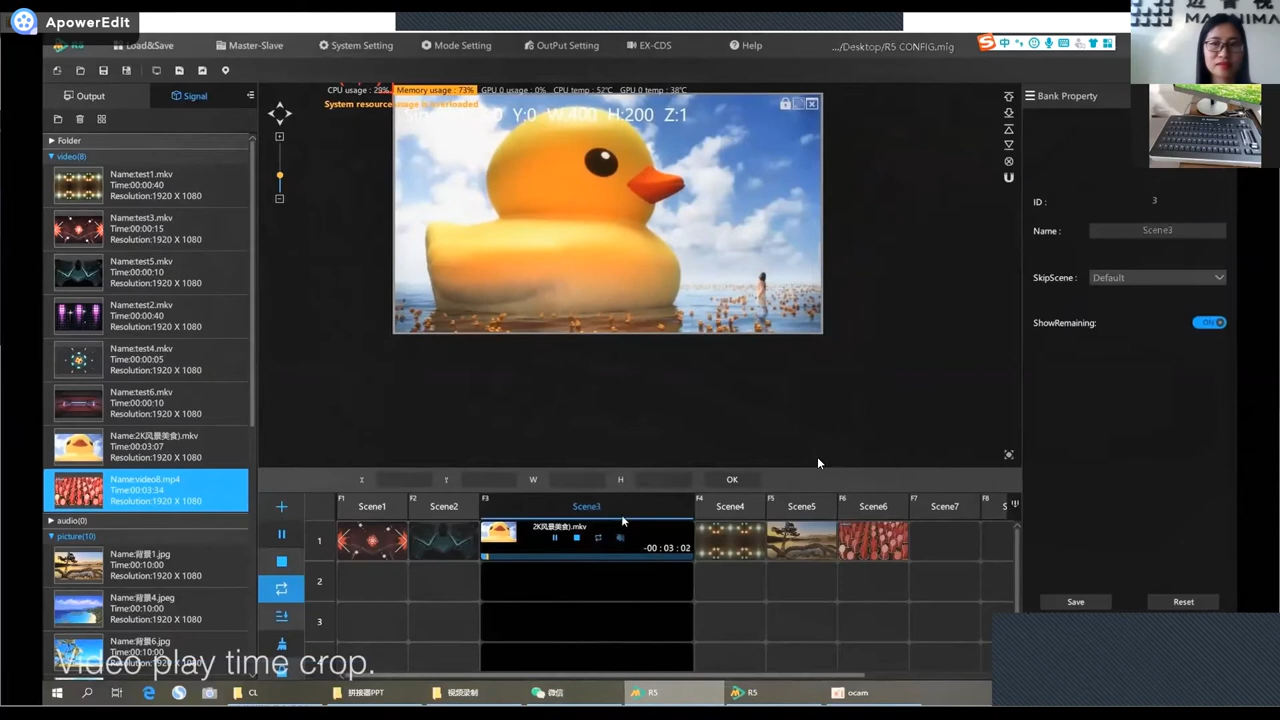 ApowerEdit
R5
Load&Save
Master-Slave
System Setting
Mode Setting
OutPut Setting
EX-CDS
Help
.../Desktop/R5 CONFIG.mig
中
Output
Signal
CPU usage : 29%
Memory usage : 73%
GPU 0 usage : 0%
CPU temp : 52℃
GPU 0 temp : 38℃
System resource usage is overloaded
Y:0 W:400 H:200 Z:1
Bank Property
ID :
3
Name :
Scene3
SkipScene :
Default
ShowRemaining:
ON
Save
Reset
Folder
video(8)
Name:test1.mkv
Time:00:00:40
Resolution:1920 X 1080
Name:test3.mkv
Time:00:00:15
Resolution:1920 X 1080
Name:test5.mkv
Time:00:00:10
Resolution:1920 X 1080
Name:test2.mkv
Time:00:00:40
Resolution:1920 X 1080
Name:test4.mkv
Time:00:00:05
Resolution:1920 X 1080
Name:test6.mkv
Time:00:00:10
Resolution:1920 X 1080
Name:2K风景美食).mkv
Time:00:03:07
Resolution:1920 X 1080
Name:video8.mp4
Time:00:03:34
Resolution:1920 X 1080
audio(0)
picture(10)
Name:背景1.jpg
Time:00:10:00
Resolution:1920 X 1080
Name:背景4.jpeg
Time:00:10:00
Resolution:1920 X 1080
Name:背景6.jpg
Time:00:10:00
Resolution:1920 X 1080
X
Y
W
H
OK
F1 Scene1
F2 Scene2
F3 Scene3
F4 Scene4
F5 Scene5
F6 Scene6
F7 Scene7
F8 S
1
2K风景美食).mkv
-00 : 03 : 02
2
3
Video play time crop.
CL
拼接器PPT
视频录制
微信
R5
R5
ocam